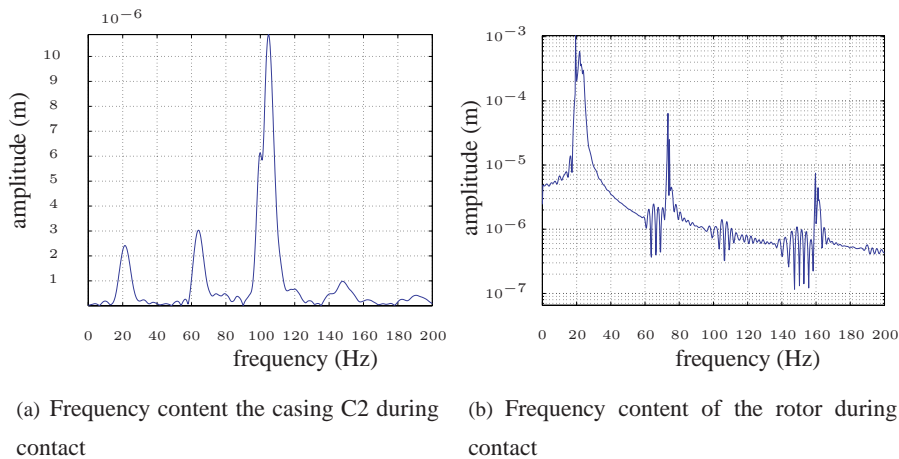 10−6
10
9
8
7
6
5
4
3
2
1
0 20 40 60 80 100 120 140 160 180 200
amplitude (m)
frequency (Hz)
(a) Frequency content the casing C2 during
contact
10−3
10−4
10−5
10−6
10−7
0 20 40 60 80 100 120 140 160 180 200
amplitude (m)
frequency (Hz)
(b) Frequency content of the rotor during
contact